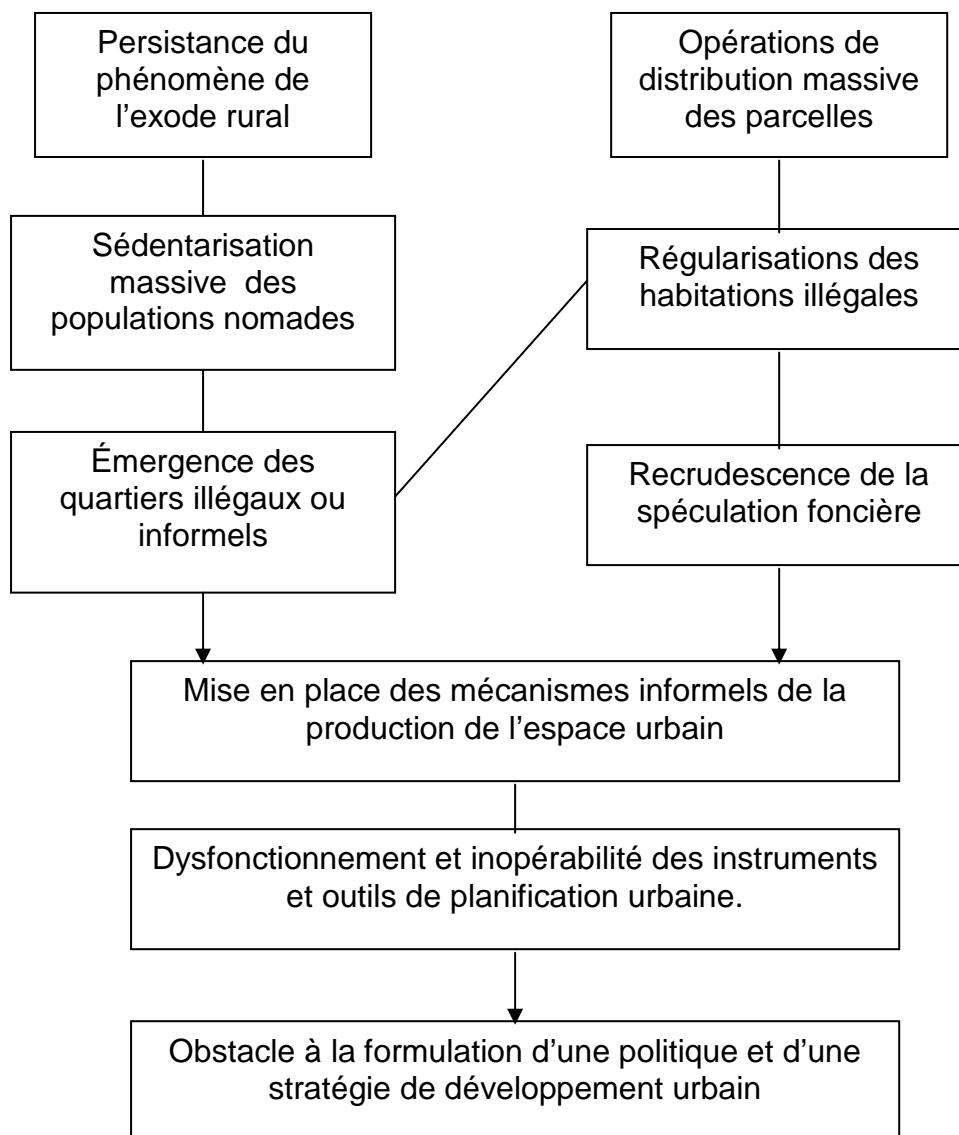 Persistance du
phénomène de
l’exode rural
Opérations de
distribution massive
des parcelles
Sédentarisation
massive  des
populations nomades
Régularisations des
habitations illégales
Émergence des
quartiers illégaux ou
informels
Recrudescence de la
spéculation foncière
Mise en place des mécanismes informels de la
production de l’espace urbain
Dysfonctionnement et inopérabilité des instruments
et outils de planification urbaine.
Obstacle à la formulation d’une politique et d’une
stratégie de développement urbain